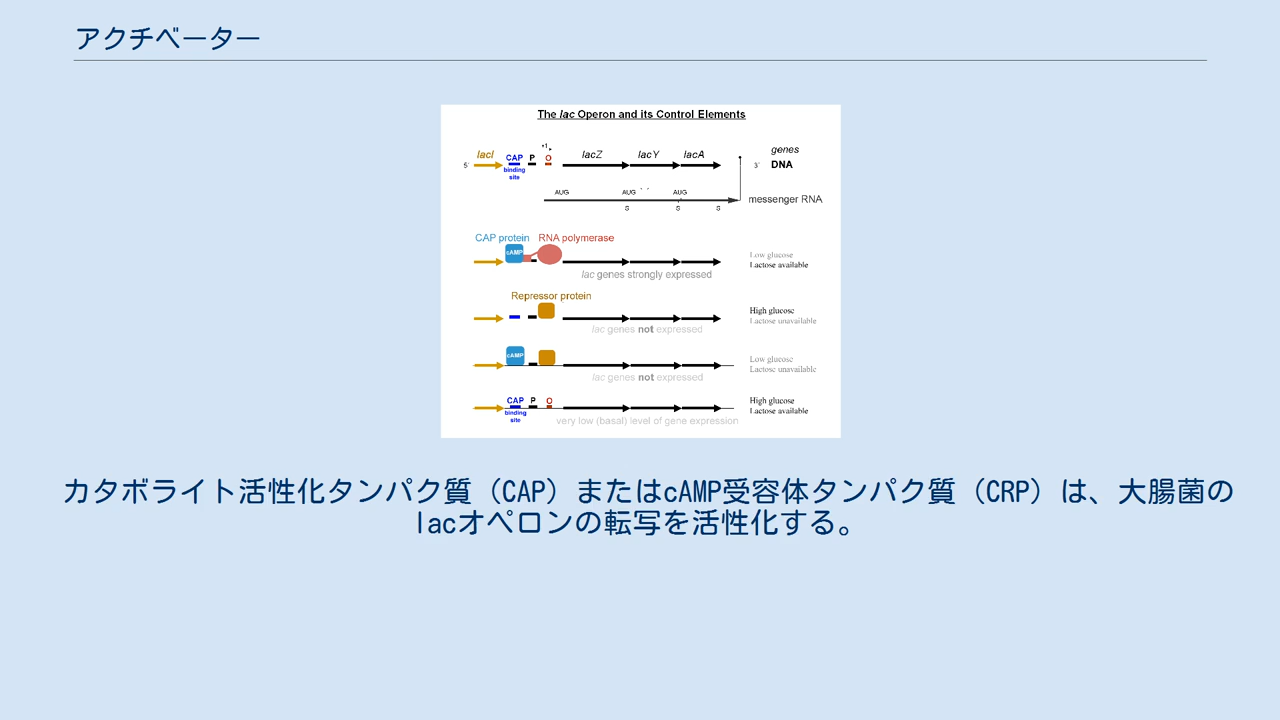 アクチベーター
The lac Operon and its Control Elements
lacI CAP P +1 O lacZ lacY lacA genes
5' 3' DNA
binding
site
AUG AUG AUG
messenger RNA
CAP protein RNA polymerase
cAMP
Low glucose
Lactose available
lac genes strongly expressed
Repressor protein
High glucose
Lactose unavailable
lac genes not expressed
cAMP
Low glucose
Lactose unavailable
lac genes not expressed
CAP P O
binding
site
High glucose
Lactose available
very low (basal) level of gene expression
カタボライト活性化タンパク質（CAP）またはcAMP受容体タンパク質（CRP）は、大腸菌の
lacオペロンの転写を活性化する。